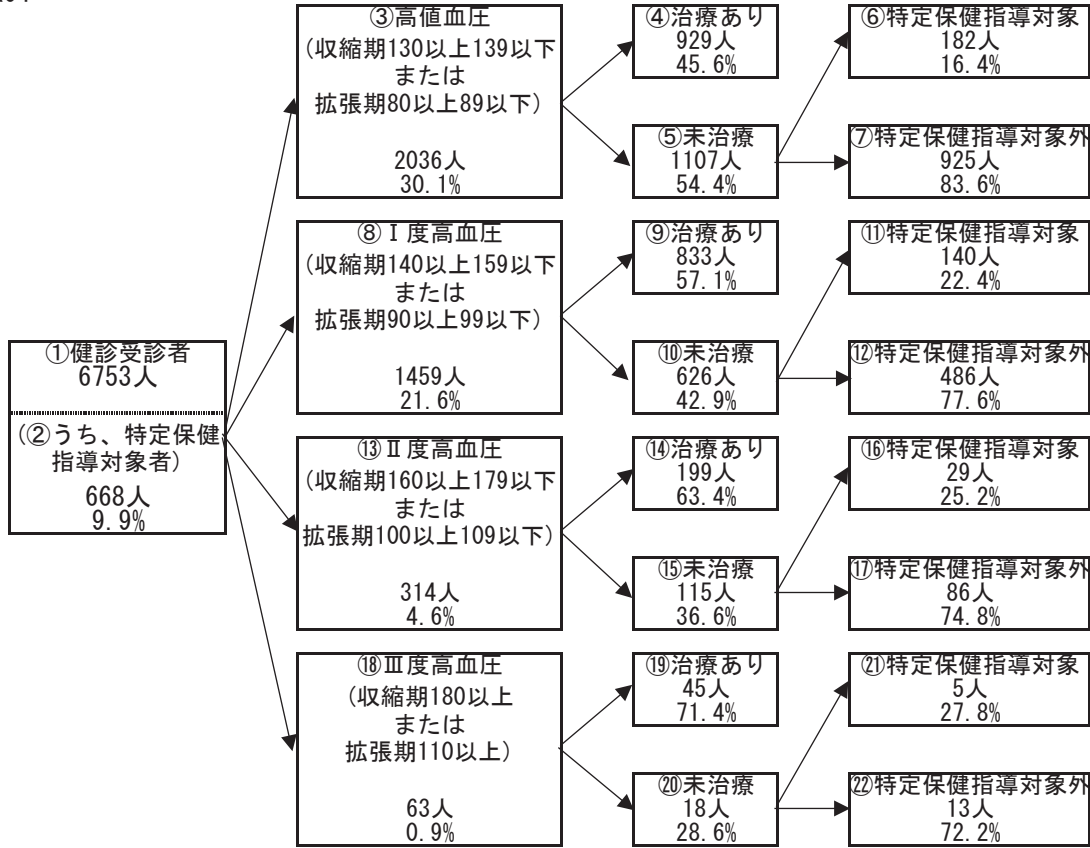 ①健診受診者
6753人
(②うち、特定保健
指導対象者)
668人
9.9%
③高値血圧
(収縮期130以上139以下
または
拡張期80以上89以下)
2036人
30.1%
④治療あり
929人
45.6%
⑤未治療
1107人
54.4%
⑥特定保健指導対象
182人
16.4%
⑦特定保健指導対象外
925人
83.6%
⑧Ⅰ度高血圧
(収縮期140以上159以下
または
拡張期90以上99以下)
1459人
21.6%
⑨治療あり
833人
57.1%
⑩未治療
626人
42.9%
⑪特定保健指導対象
140人
22.4%
⑫特定保健指導対象外
486人
77.6%
⑬Ⅱ度高血圧
(収縮期160以上179以下
または
拡張期100以上109以下)
314人
4.6%
⑭治療あり
199人
63.4%
⑮未治療
115人
36.6%
⑯特定保健指導対象
29人
25.2%
⑰特定保健指導対象外
86人
74.8%
⑱Ⅲ度高血圧
(収縮期180以上
または
拡張期110以上)
63人
0.9%
⑲治療あり
45人
71.4%
⑳未治療
18人
28.6%
㉑特定保健指導対象
5人
27.8%
㉒特定保健指導対象外
13人
72.2%